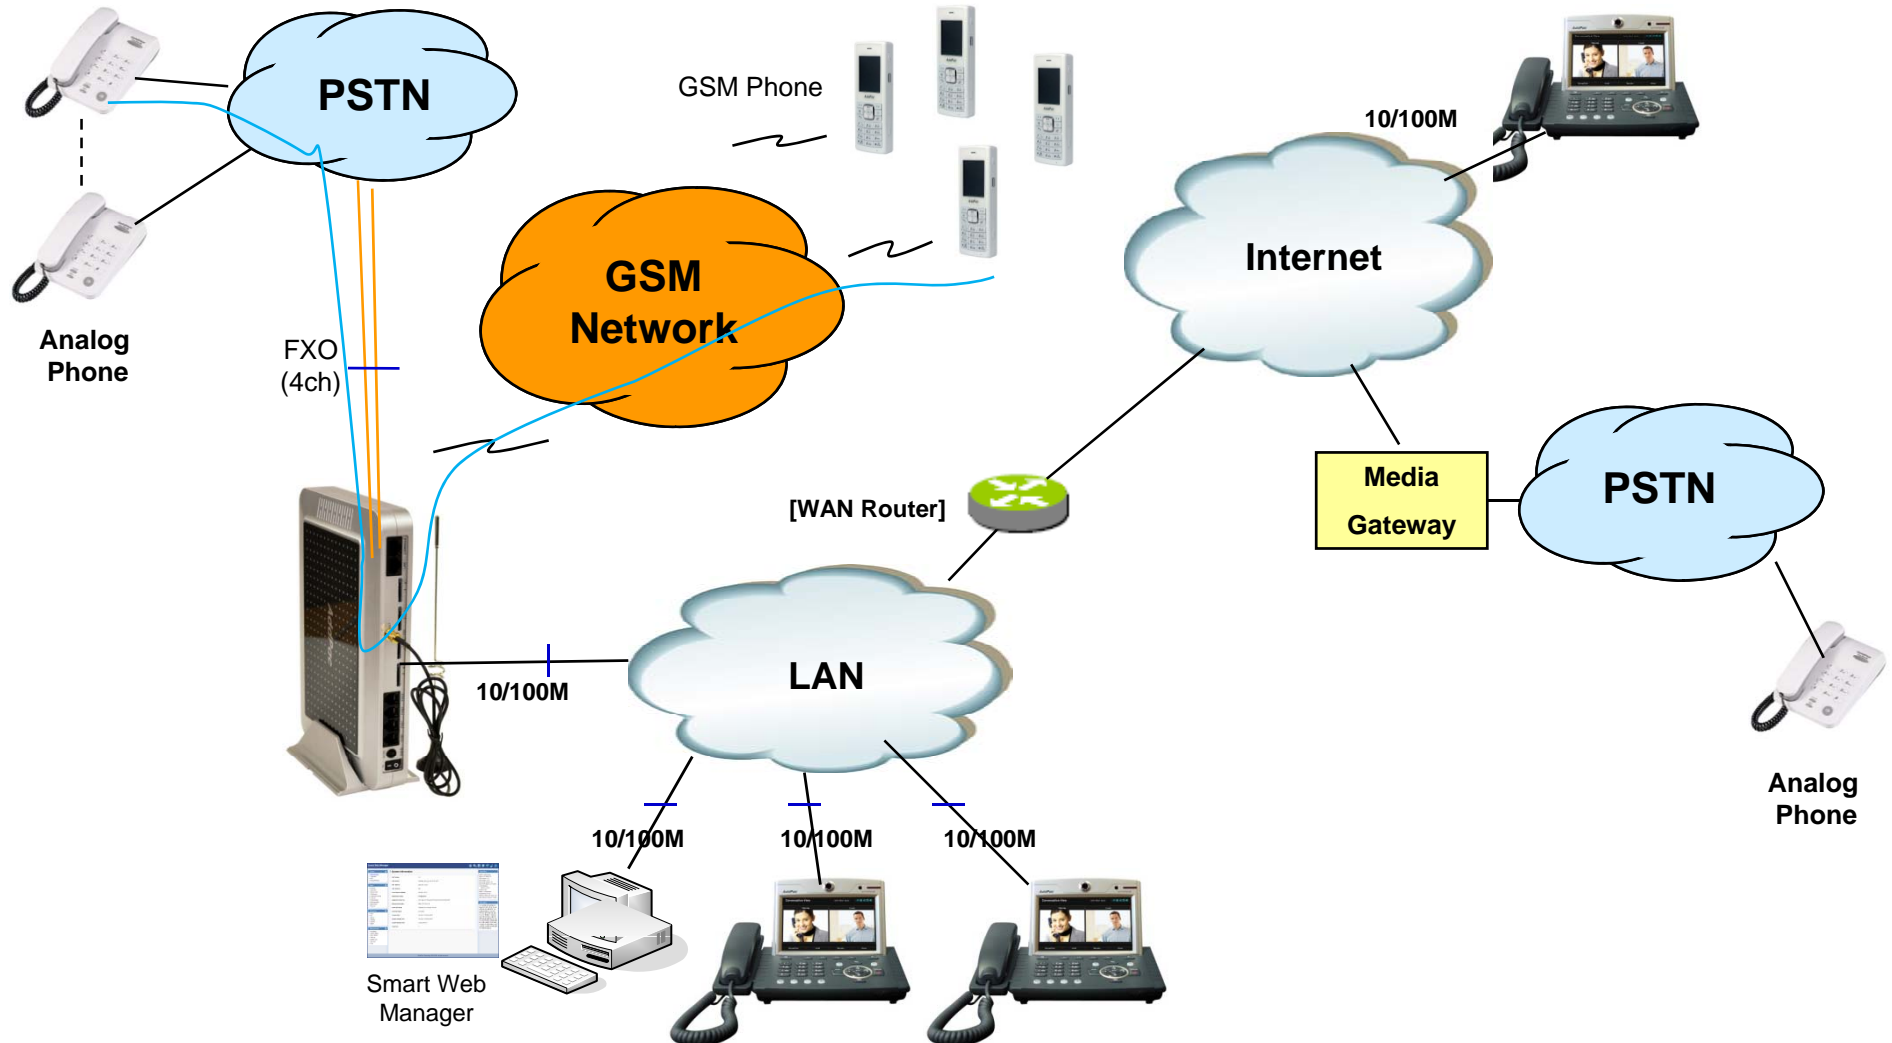 PSTN
GSM Phone
10/100M
Internet
GSM
Network
Analog
Phone
FXO
(4ch)
Media
Gateway
PSTN
[WAN Router]
LAN
10/100M
Analog
Phone
10/100M
10/100M
10/100M
Smart Web
Manager